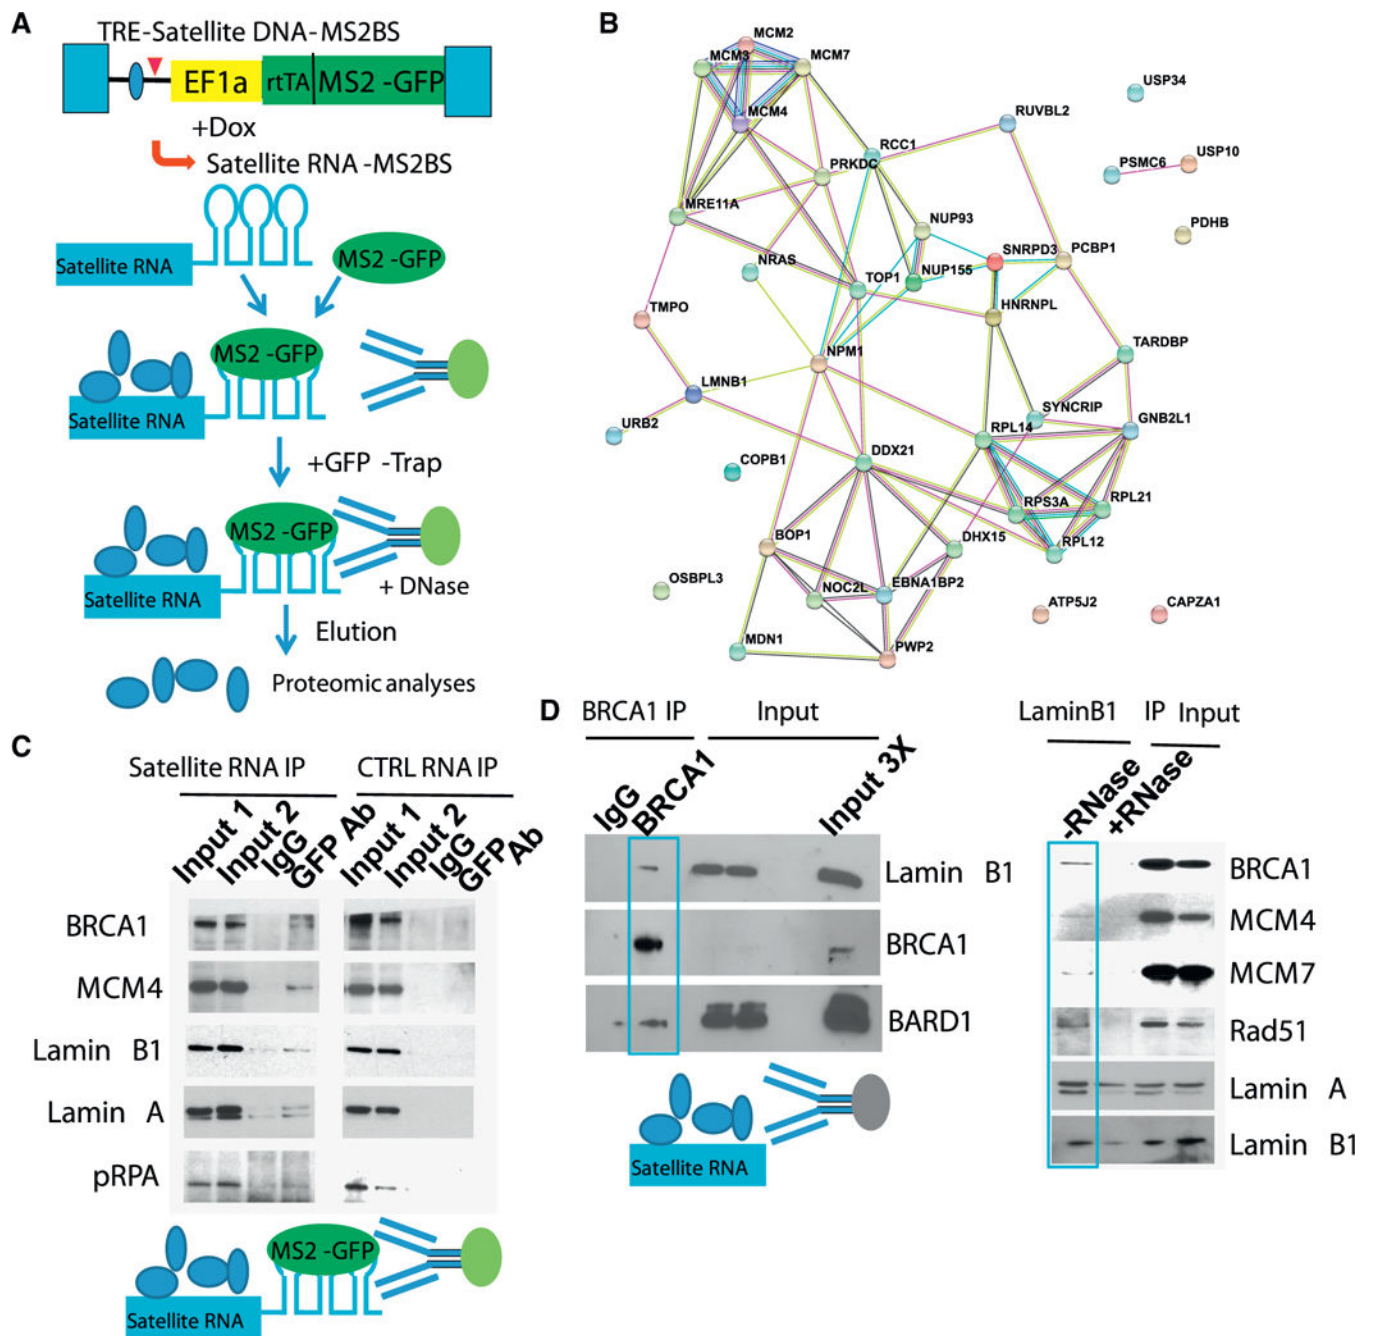 A
TRE-Satellite DNA-MS2BS
EF1a
rtTA
MS2 -GFP
+Dox
Satellite RNA -MS2BS
Satellite RNA
MS2 -GFP
MS2 -GFP
Satellite RNA
+GFP -Trap
MS2 -GFP
Satellite RNA
+ DNase
Elution
Proteomic analyses
B
MCM2
MCM3
MCM7
MCM4
USP34
RUVBL2
RCC1
PRKDC
PSMC6
USP10
MRE11A
NUP93
SNRPD3
PCBP1
PDHB
NRAS
TOP1
NUP155
HNRNPL
TMPO
NPM1
TARDBP
LMNB1
SYNCRIP
GNB2L1
URB2
RPL14
COPB1
DDX21
RPS3A
RPL21
BOP1
DHX15
RPL12
OSBPL3
NOC2L
EBNA1BP2
ATP5J2
CAPZA1
MDN1
PWP2
C
Satellite RNA IP
CTRL RNA IP
Input 1
Input 2
IgG
GFP Ab
Input 1
Input 2
IgG
GFP Ab
BRCA1
MCM4
Lamin B1
Lamin A
pRPA
MS2 -GFP
Satellite RNA
D
BRCA1 IP
Input
IgG
BRCA1
Input 3X
Lamin B1
BRCA1
BARD1
Satellite RNA
LaminB1 IP
Input
-RNase
+RNase
BRCA1
MCM4
MCM7
Rad51
Lamin A
Lamin B1